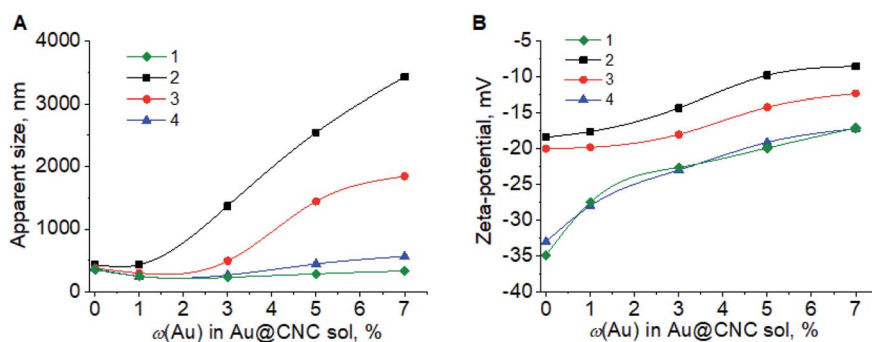 A
Apparent size, nm
4000
3000
2000
1000
0
1
2
3
4
0 1 2 3 4 5 6 7
ω(Au) in Au@CNC sol, %
B
Zeta-potential, mV
-5
-10
-15
-20
-25
-30
-35
-40
1
2
3
4
0 1 2 3 4 5 6 7
ω(Au) in Au@CNC sol, %